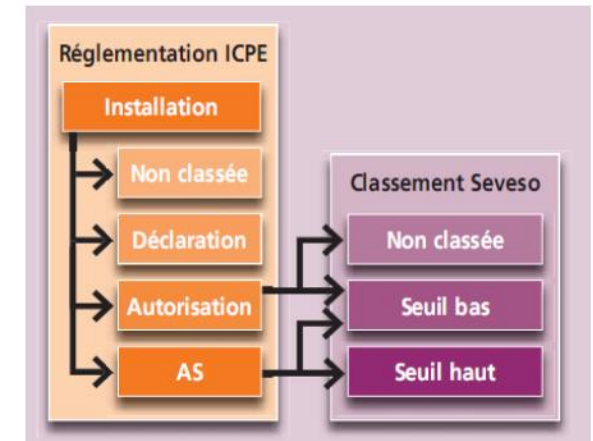 Réglementation ICPE
Installation
Non classée
Déclaration
Autorisation
AS
Classement Seveso
Non classée
Seuil bas
Seuil haut